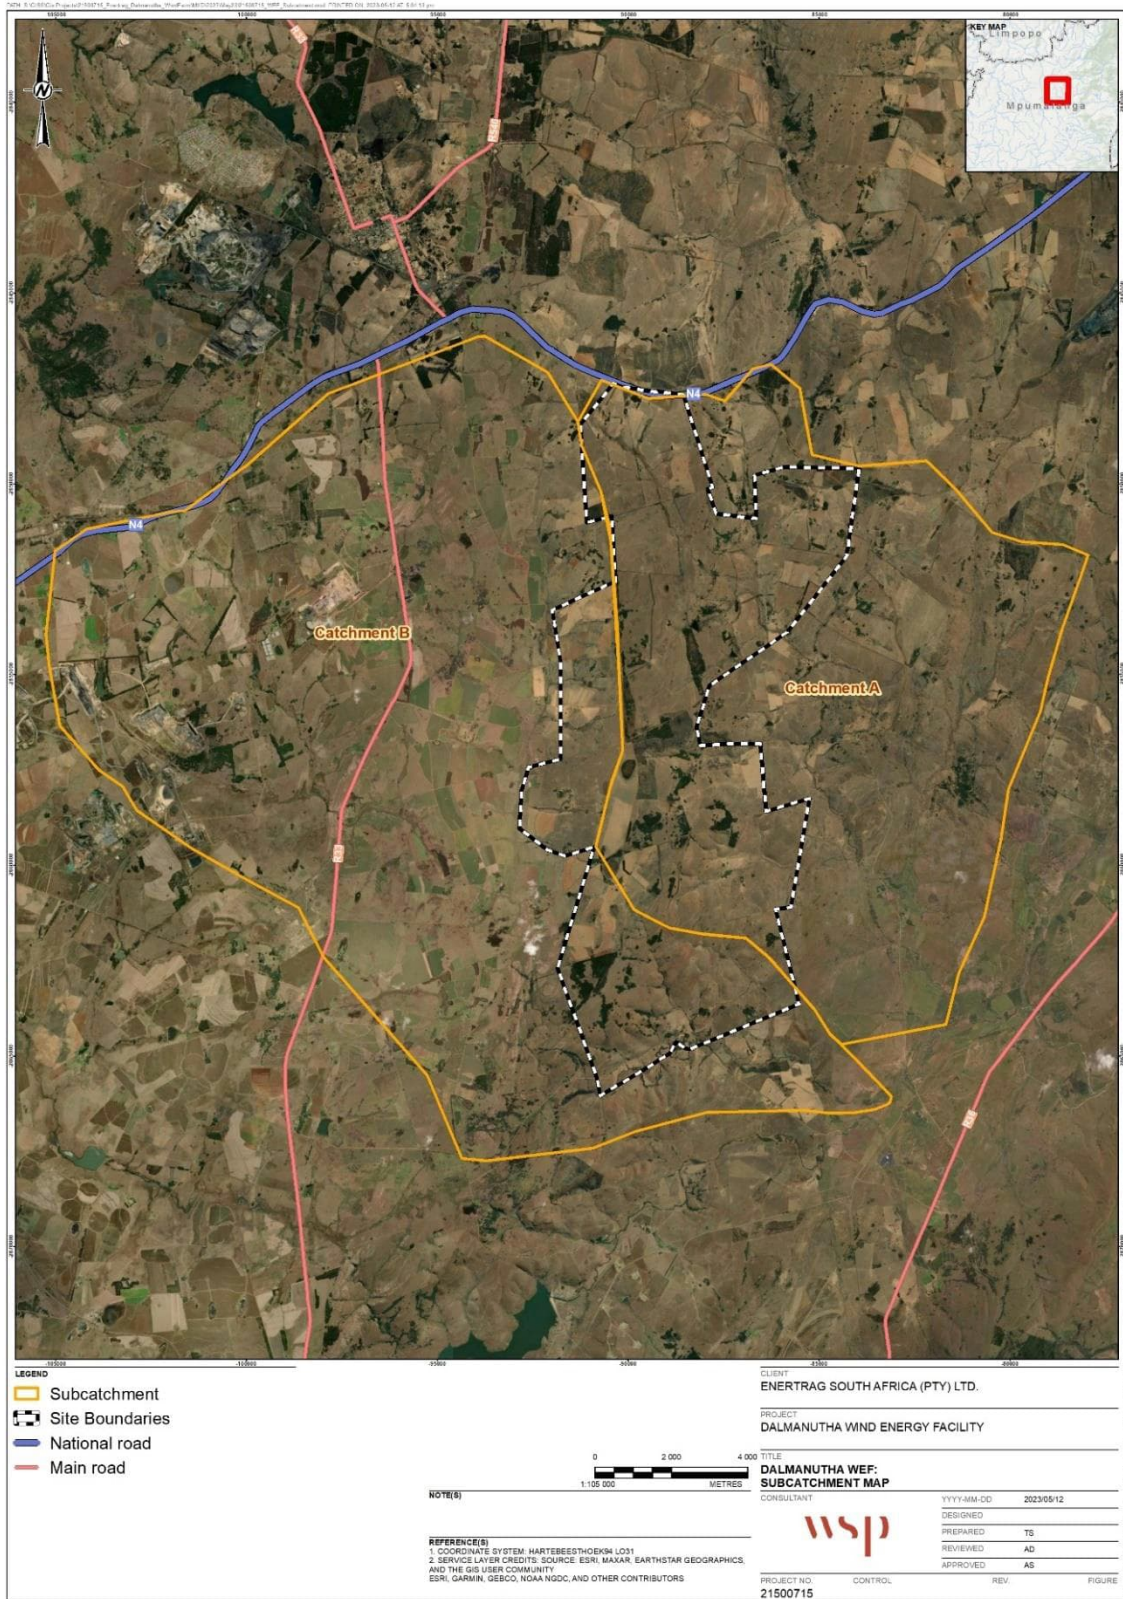 KEY MAP
Limpopo
Mpumalanga
N4
N4
Catchment B
Catchment A
R33
LEGEND
Subcatchment
Site Boundaries
National road
Main road
0 2 000 4 000
1:105 000 METRES
NOTE(S)
REFERENCE(S)
1. COORDINATE SYSTEM: HARTEBEESTHOEK94 LO31
2. SERVICE LAYER CREDITS: SOURCE: ESRI, MAXAR, EARTHSTAR GEOGRAPHICS,
AND THE GIS USER COMMUNITY
ESRI, GARMIN, GEBCO, NOAA NGDC, AND OTHER CONTRIBUTORS
CLIENT
ENERTRAG SOUTH AFRICA (PTY) LTD.
PROJECT
DALMANUTHA WIND ENERGY FACILITY
TITLE
DALMANUTHA WEF:
SUBCATCHMENT MAP
CONSULTANT
wsp
YYYY-MM-DD 2023/05/12
DESIGNED
PREPARED TS
REVIEWED AD
APPROVED AS
PROJECT NO. CONTROL REV. FIGURE
21500715